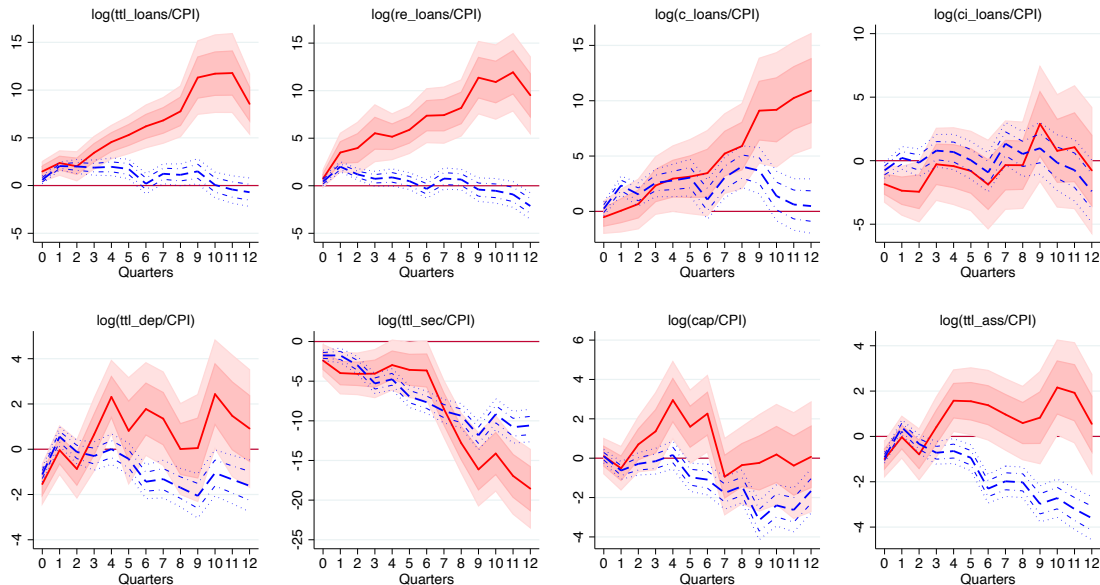 log(ttl_loans/CPI)
15
10
5
0
-5
0 1 2 3 4 5 6 7 8 9 10 11 12
Quarters
log(re_loans/CPI)
15
10
5
0
-5
0 1 2 3 4 5 6 7 8 9 10 11 12
Quarters
log(c_loans/CPI)
15
10
5
0
0 1 2 3 4 5 6 7 8 9 10 11 12
Quarters
log(ci_loans/CPI)
10
5
0
-5
0 1 2 3 4 5 6 7 8 9 10 11 12
Quarters
log(ttl_dep/CPI)
4
2
0
-2
-4
0 1 2 3 4 5 6 7 8 9 10 11 12
Quarters
log(ttl_sec/CPI)
0
-5
-10
-15
-20
-25
0 1 2 3 4 5 6 7 8 9 10 11 12
Quarters
log(cap/CPI)
6
4
2
0
-2
-4
0 1 2 3 4 5 6 7 8 9 10 11 12
Quarters
log(ttl_ass/CPI)
4
2
0
-2
-4
0 1 2 3 4 5 6 7 8 9 10 11 12
Quarters